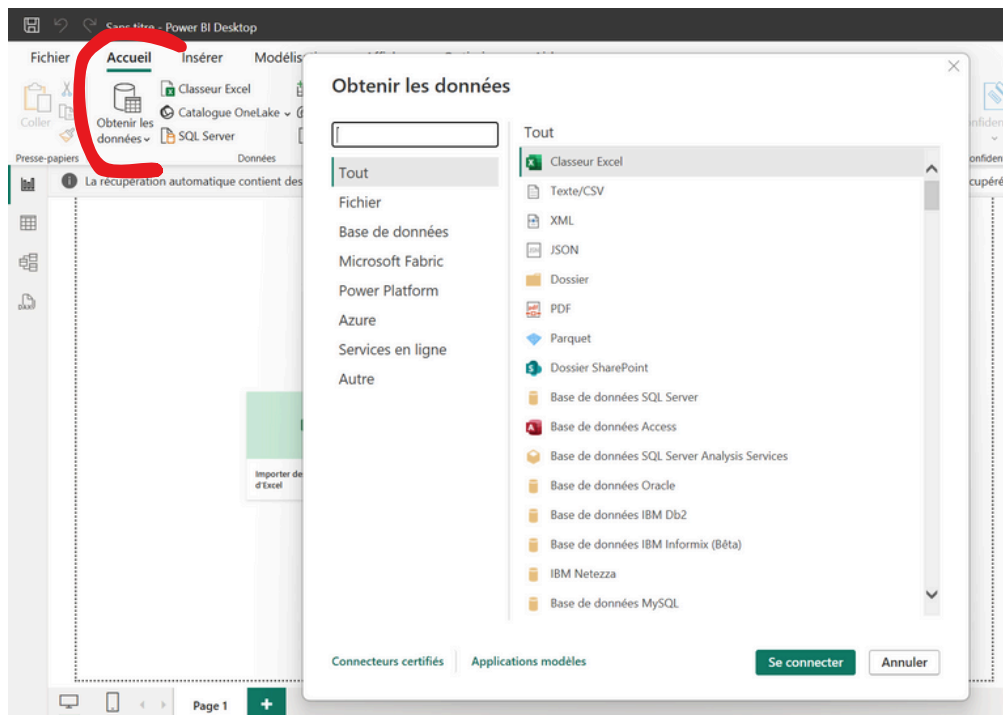 Sans titre - Power BI Desktop
Fichier
Accueil
Insérer
Coller
Obtenir les
données
Classeur Excel
Catalogue OneLake
SQL Server
Presse-papiers
Données
La récupération automatique contient des
Importer de
d'Excel
Obtenir les données
Tout
Fichier
Base de données
Microsoft Fabric
Power Platform
Azure
Services en ligne
Autre
Tout
Classeur Excel
Texte/CSV
XML
JSON
Dossier
PDF
Parquet
Dossier SharePoint
Base de données SQL Server
Base de données Access
Base de données SQL Server Analysis Services
Base de données Oracle
Base de données IBM Db2
Base de données IBM Informix (Bêta)
IBM Netezza
Base de données MySQL
Connecteurs certifiés
Applications modèles
Se connecter
Annuler
Page 1